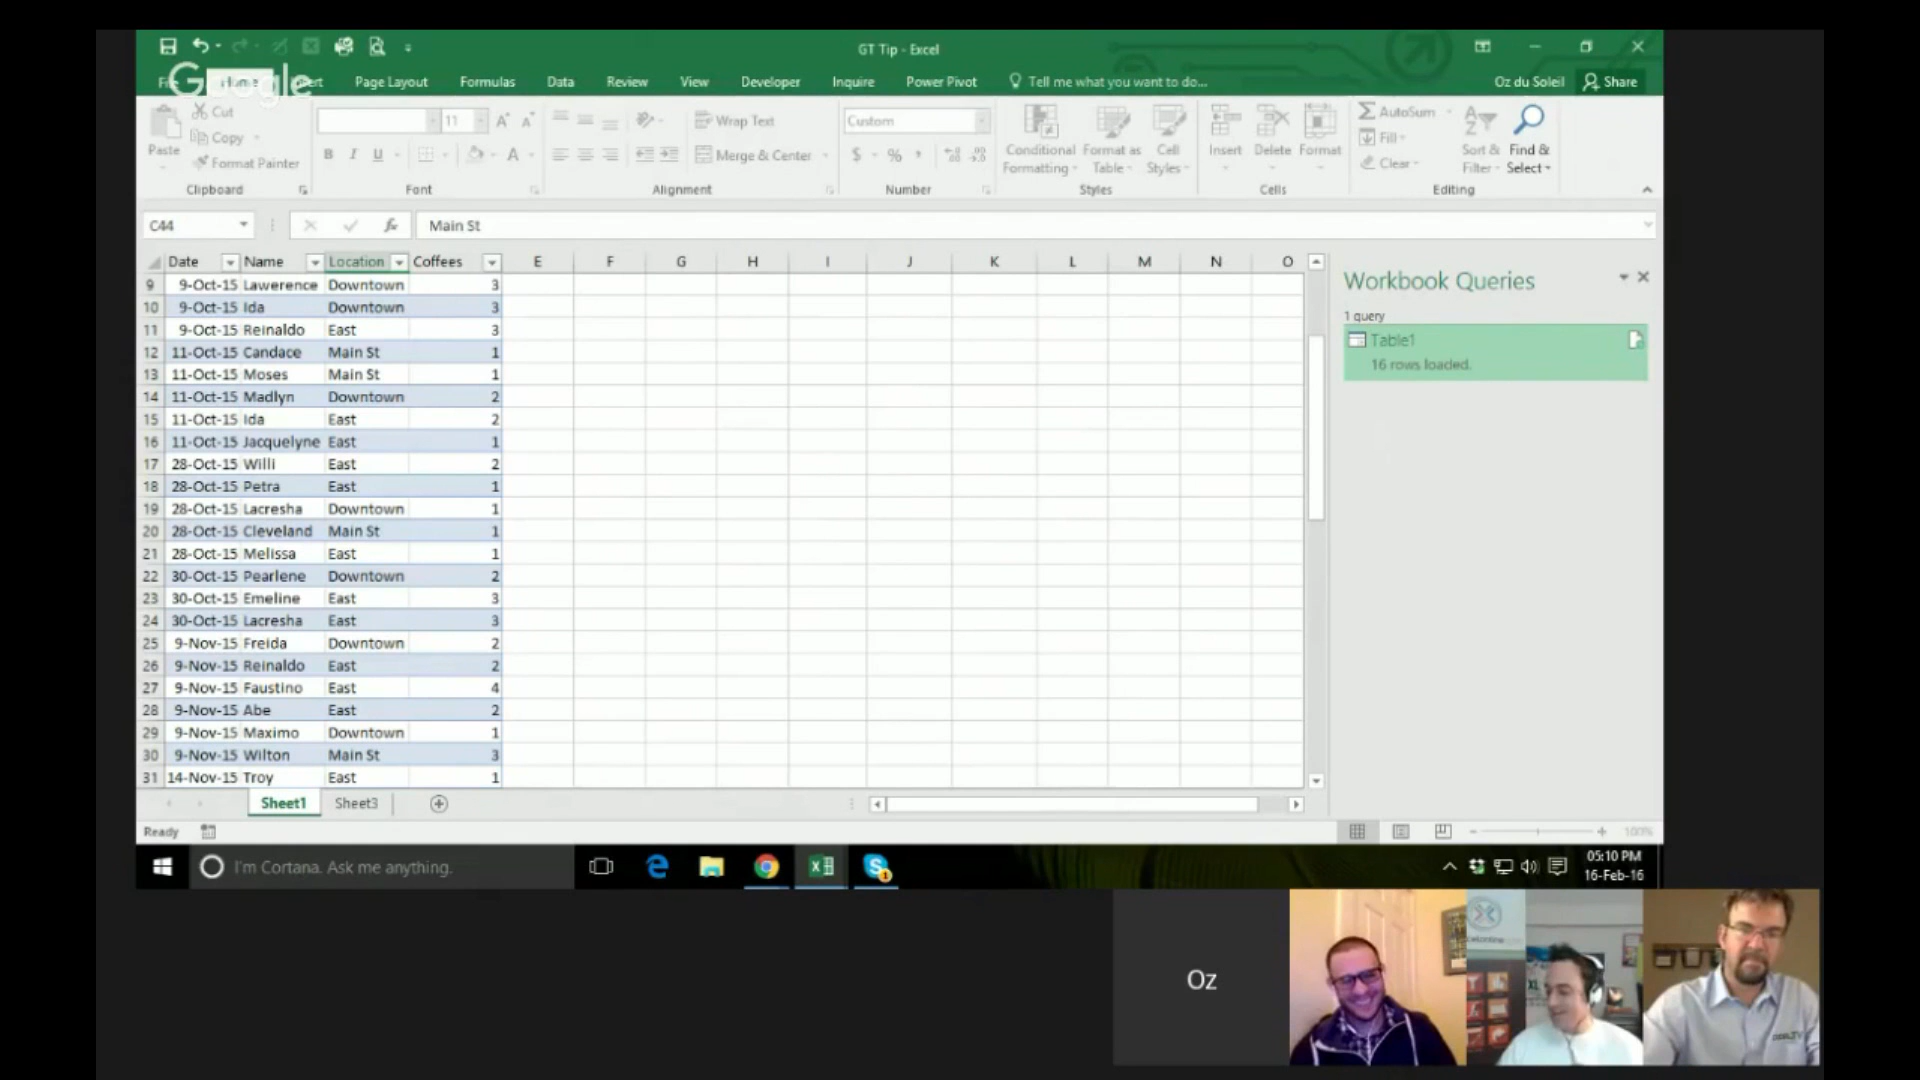 GT Tip - Excel
Google
Page Layout Formulas Data Review View Developer Inquire Power Pivot Tell me what you want to do... Oz du Soleil Share
Paste Cut
Copy
Format Painter
11
B I U A
Wrap Text
Merge & Center
Custom
$ % ,
Conditional Formatting Format as Table Cell Styles Insert Delete Format
AutoSum
Fill
Clear
Sort & Filter Find & Select
Clipboard Font Alignment Number Styles Cells Editing
C44 fx Main St
Date Name Location Coffees E F G H I J K L M N O
9 9-Oct-15 Lawerence Downtown 3
10 9-Oct-15 Ida Downtown 3
11 9-Oct-15 Reinaldo East 3
12 11-Oct-15 Candace Main St 1
13 11-Oct-15 Moses Main St 1
14 11-Oct-15 Madlyn Downtown 2
15 11-Oct-15 Ida East 2
16 11-Oct-15 Jacquelyne East 1
17 28-Oct-15 Willi East 2
18 28-Oct-15 Petra East 1
19 28-Oct-15 Lacresha Downtown 1
20 28-Oct-15 Cleveland Main St 1
21 28-Oct-15 Melissa East 1
22 30-Oct-15 Pearlene Downtown 2
23 30-Oct-15 Emeline East 3
24 30-Oct-15 Lacresha East 3
25 9-Nov-15 Freida Downtown 2
26 9-Nov-15 Reinaldo East 2
27 9-Nov-15 Faustino East 4
28 9-Nov-15 Abe East 2
29 9-Nov-15 Maximo Downtown 1
30 9-Nov-15 Wilton Main St 3
31 14-Nov-15 Troy East 1
Workbook Queries
1 query
Table1
16 rows loaded.
Sheet1 Sheet3
Ready 100%
I'm Cortana. Ask me anything.
05:10 PM
16-Feb-16
Oz